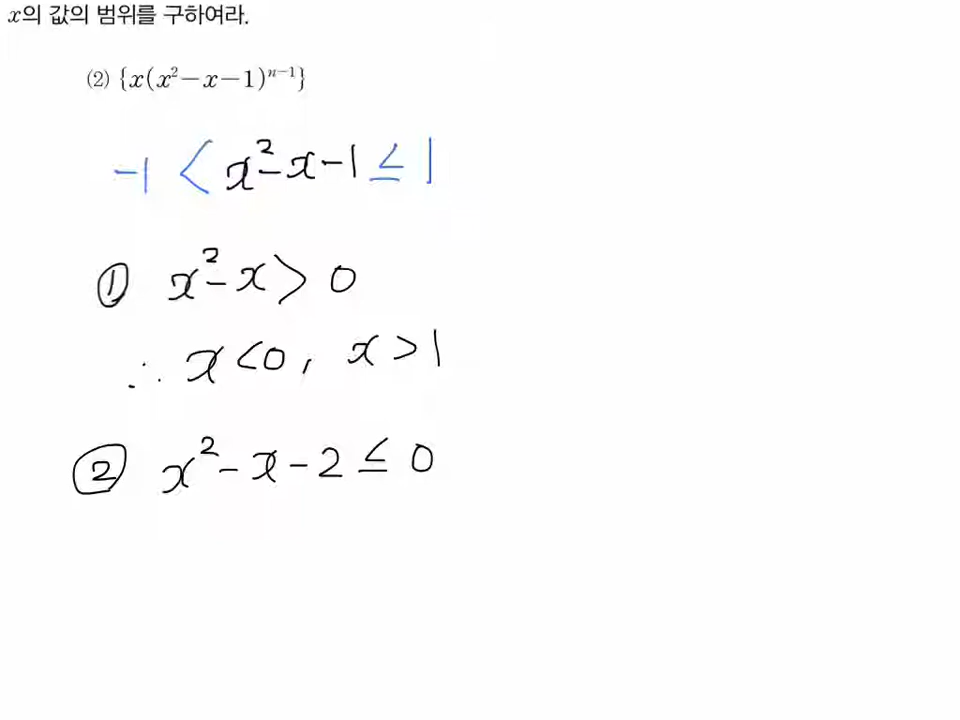 x의 값의 범위를 구하여라.
(2) {x(x²−x−1)ⁿ⁻¹}
-1 < x²-x-1 ≤ 1
① x²-x > 0
∴ x<0, x>1
② x²-x-2 ≤ 0